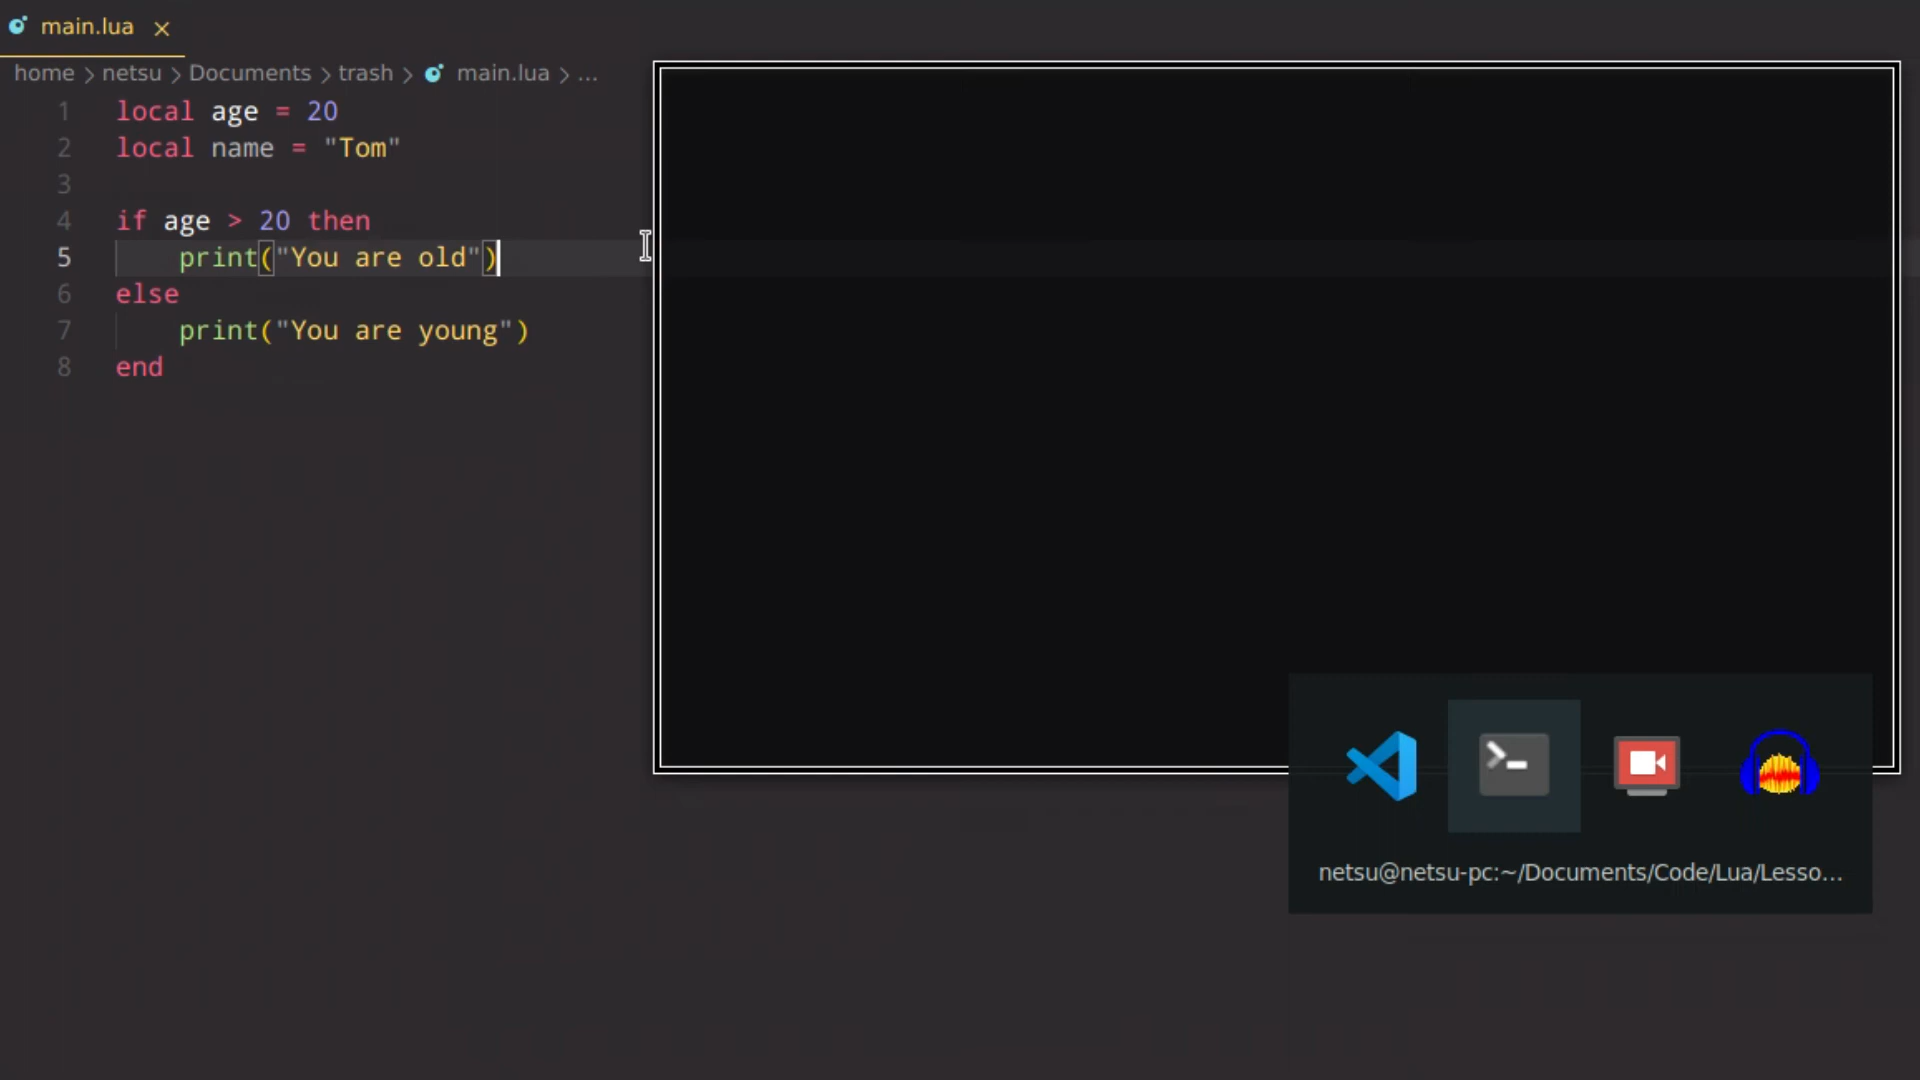 main.lua
home > netsu > Documents > trash > main.lua > ...
1 local age = 20
2 local name = "Tom"
3
4 if age > 20 then
5     print("You are old")
6 else
7     print("You are young")
8 end
netsu@netsu-pc:~/Documents/Code/Lua/Lesso...